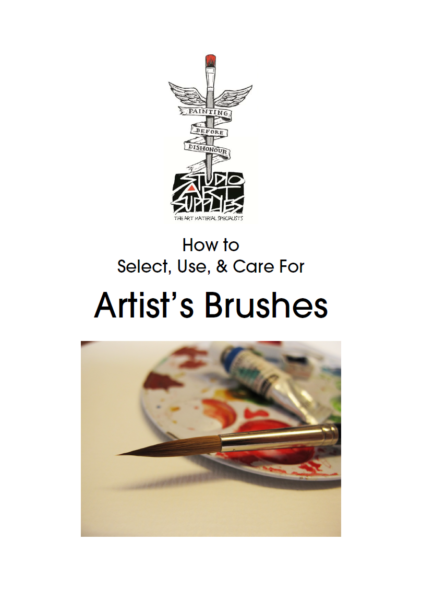 PAINTING
BEFORE
DISHONOUR
STUDIO
ART
SUPPLIES
THE ART MATERIAL SPECIALISTS
How to
Select, Use, & Care For
Artist's Brushes